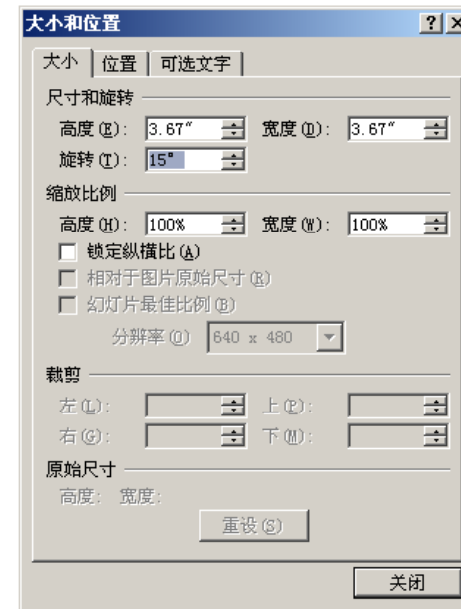 大小和位置
大小 位置 可选文字
尺寸和旋转
高度(E): 3.67″ 宽度(D): 3.67″
旋转(T): 15°
缩放比例
高度(H): 100% 宽度(W): 100%
锁定纵横比(A)
相对于图片原始尺寸(R)
幻灯片最佳比例(B)
分辨率(O) 640 x 480
裁剪
左(L): 上(P):
右(G): 下(M):
原始尺寸
高度: 宽度:
重设(S)
关闭